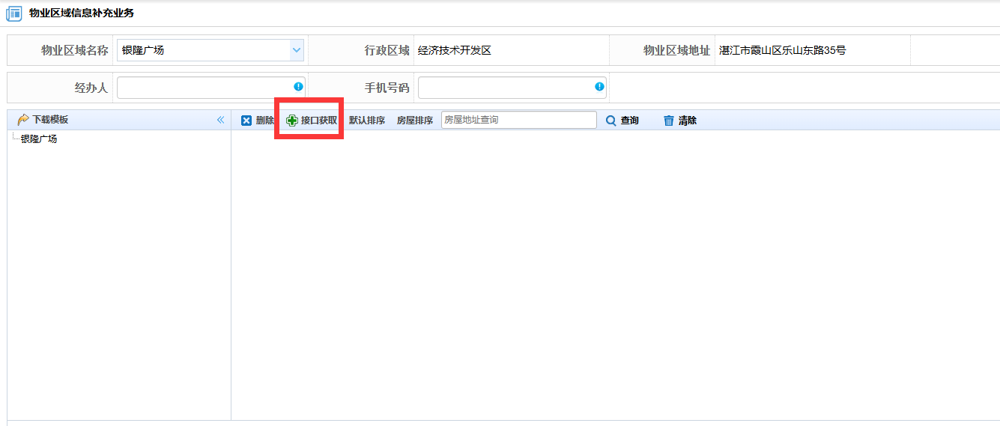 物业区域信息补充业务
物业区域名称 银隆广场 行政区域 经济技术开发区 物业区域地址 湛江市霞山区乐山东路35号
经办人 手机号码
下载模板 删除 接口获取 默认排序 房屋排序 房屋地址查询 查询 清除
银隆广场